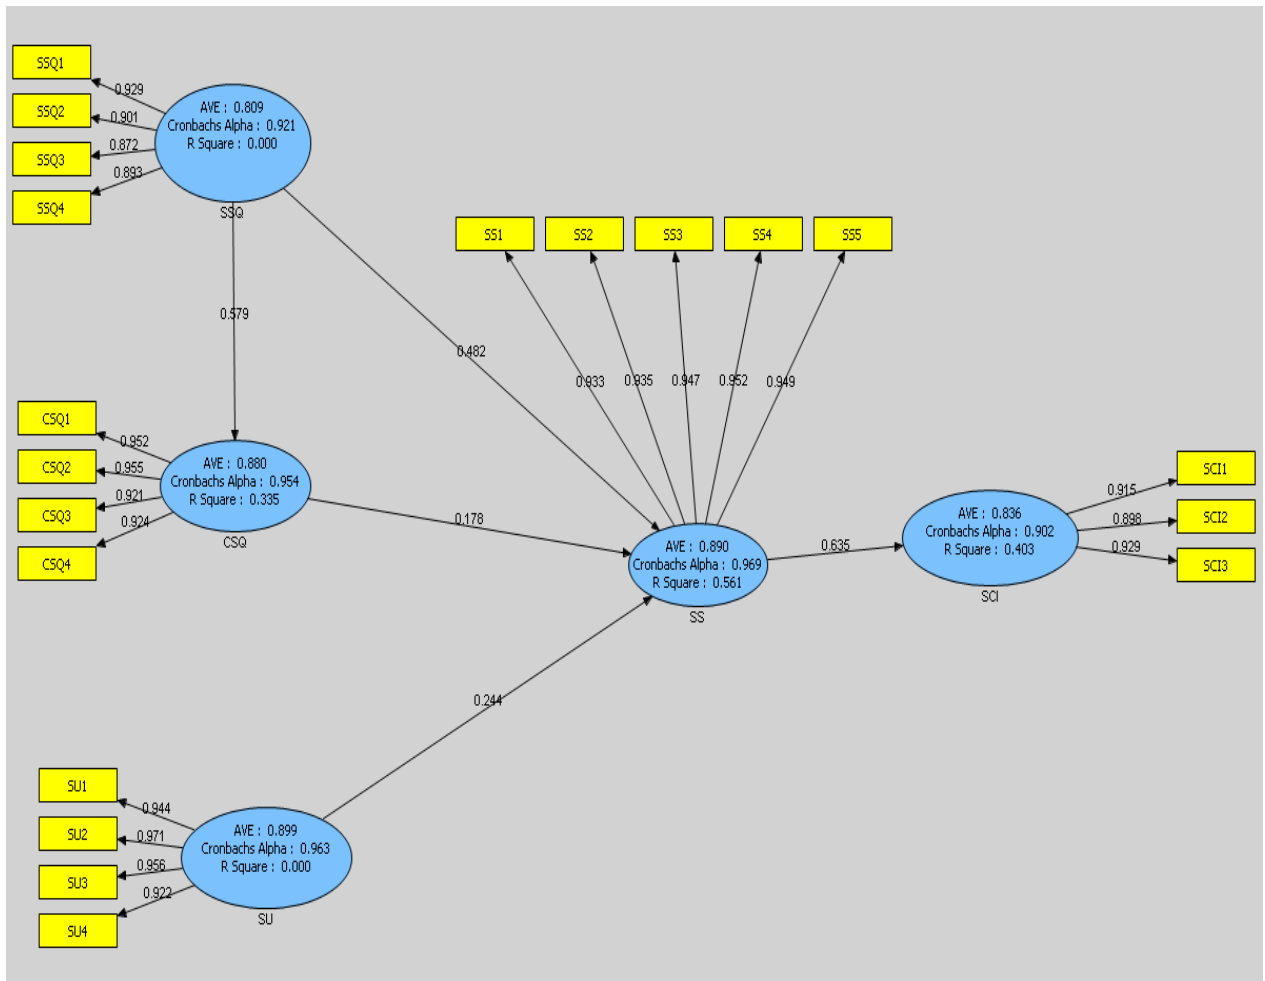 SSQ1
SSQ2
SSQ3
SSQ4
0.929
0.901
0.872
0.893
AVE : 0.809
Cronbachs Alpha : 0.921
R Square : 0.000
SSQ
SS1
SS2
SS3
SS4
SS5
0.579
0.482
0.933
0.935
0.947
0.952
0.949
CSQ1
CSQ2
CSQ3
CSQ4
0.952
0.955
0.921
0.924
AVE : 0.880
Cronbachs Alpha : 0.954
R Square : 0.335
CSQ
0.178
AVE : 0.890
Cronbachs Alpha : 0.969
R Square : 0.561
SS
0.635
AVE : 0.836
Cronbachs Alpha : 0.902
R Square : 0.403
SCI
0.915
0.898
0.929
SCI1
SCI2
SCI3
0.244
SU1
SU2
SU3
SU4
0.944
0.971
0.956
0.922
AVE : 0.899
Cronbachs Alpha : 0.963
R Square : 0.000
SU